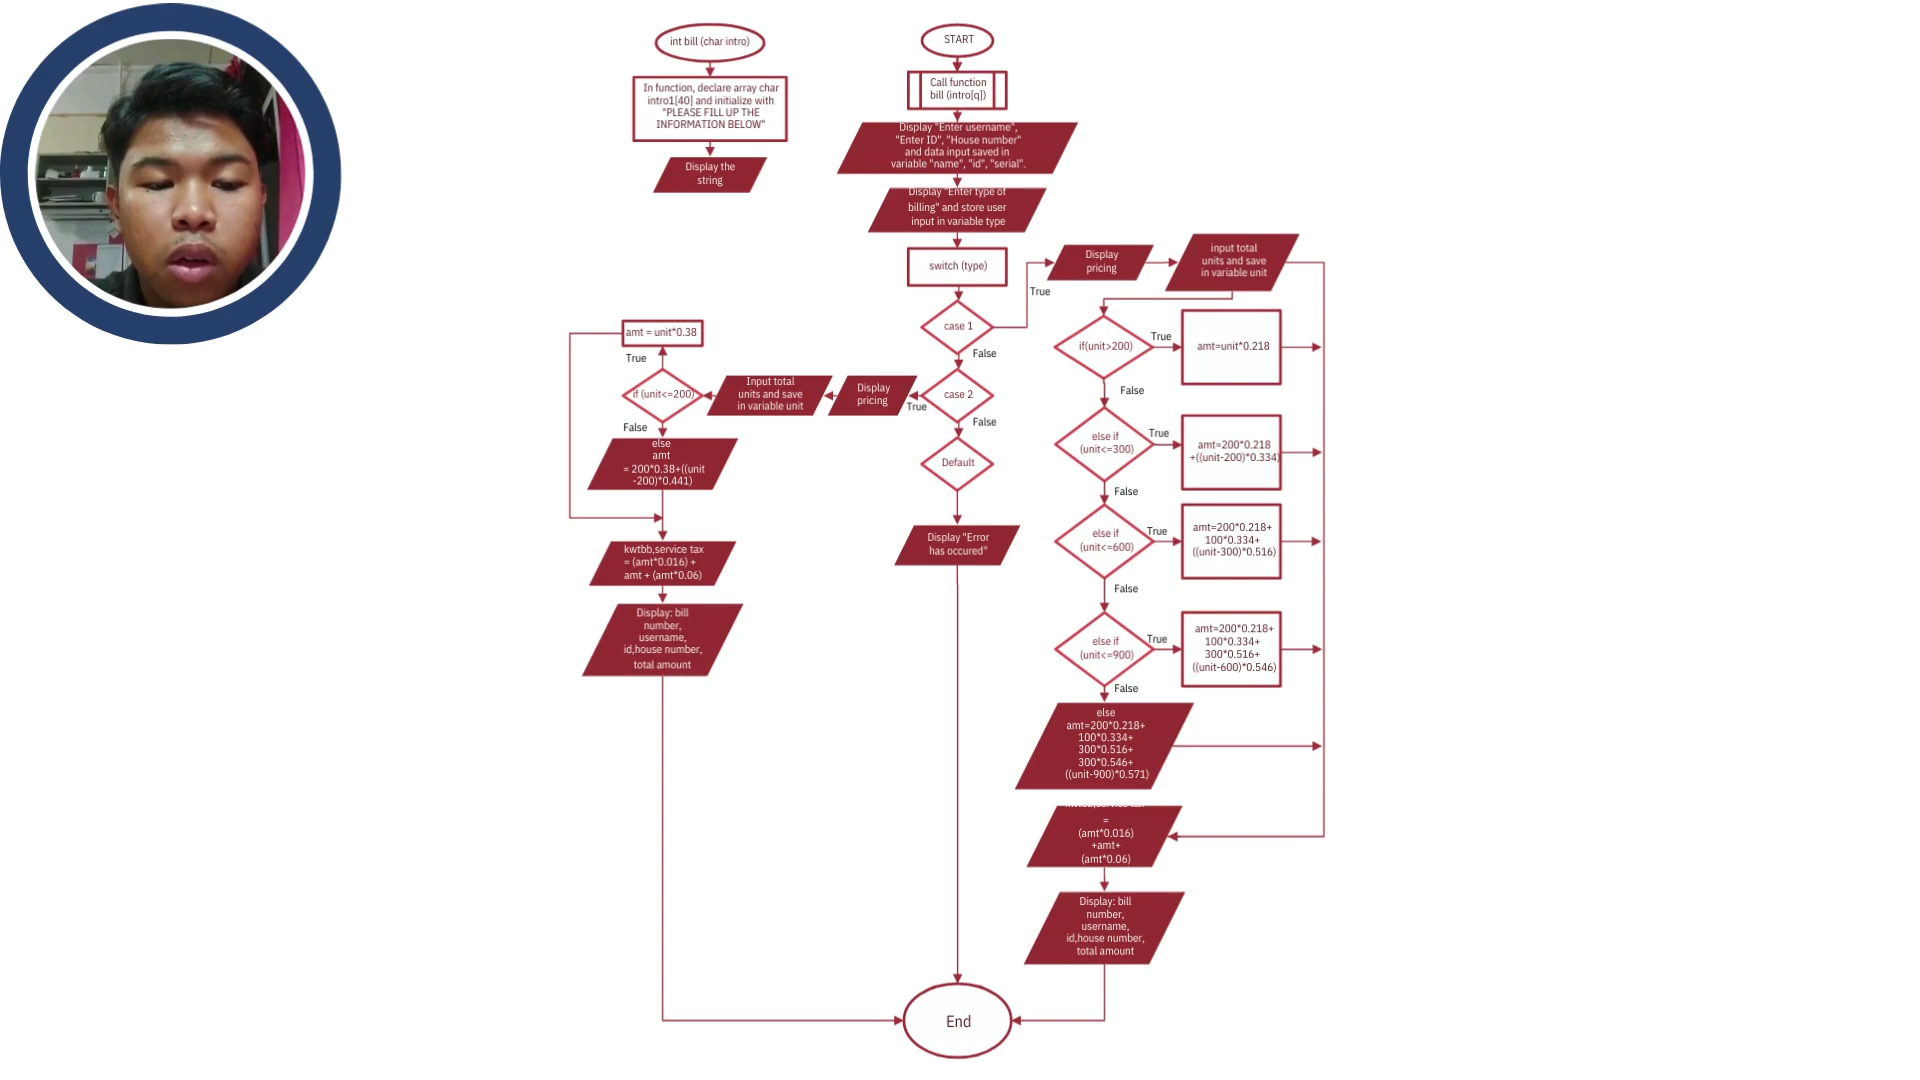 int bill (char intro)
In function, declare array char
intro1[40] and initialize with
"PLEASE FILL UP THE
INFORMATION BELOW"
Display the
string
START
Call function
bill (intro[q])
Display "Enter username",
"Enter ID", "House number"
and data input saved in
variable "name", "id", "serial".
Display "Enter type of
billing" and store user
input in variable type
switch (type)
case 1
True
False
Display
pricing
input total
units and save
in variable unit
if(unit>200)
True
amt=unit*0.218
False
else if
(unit<=300)
True
amt=200*0.218
+((unit-200)*0.334)
False
else if
(unit<=600)
True
amt=200*0.218+
100*0.334+
((unit-300)*0.516)
False
else if
(unit<=900)
True
amt=200*0.218+
100*0.334+
300*0.516+
((unit-600)*0.546)
False
else
amt=200*0.218+
100*0.334+
300*0.516+
300*0.546+
((unit-900)*0.571)
kwtbb,service tax
=
(amt*0.016)
+amt+
(amt*0.06)
Display: bill
number,
username,
id,house number,
total amount
case 2
True
False
Display
pricing
Input total
units and save
in variable unit
if (unit<=200)
True
amt = unit*0.38
False
else
amt
= 200*0.38+((unit
-200)*0.441)
kwtbb,service tax
= (amt*0.016) +
amt + (amt*0.06)
Display: bill
number,
username,
id,house number,
total amount
Default
Display "Error
has occured"
End